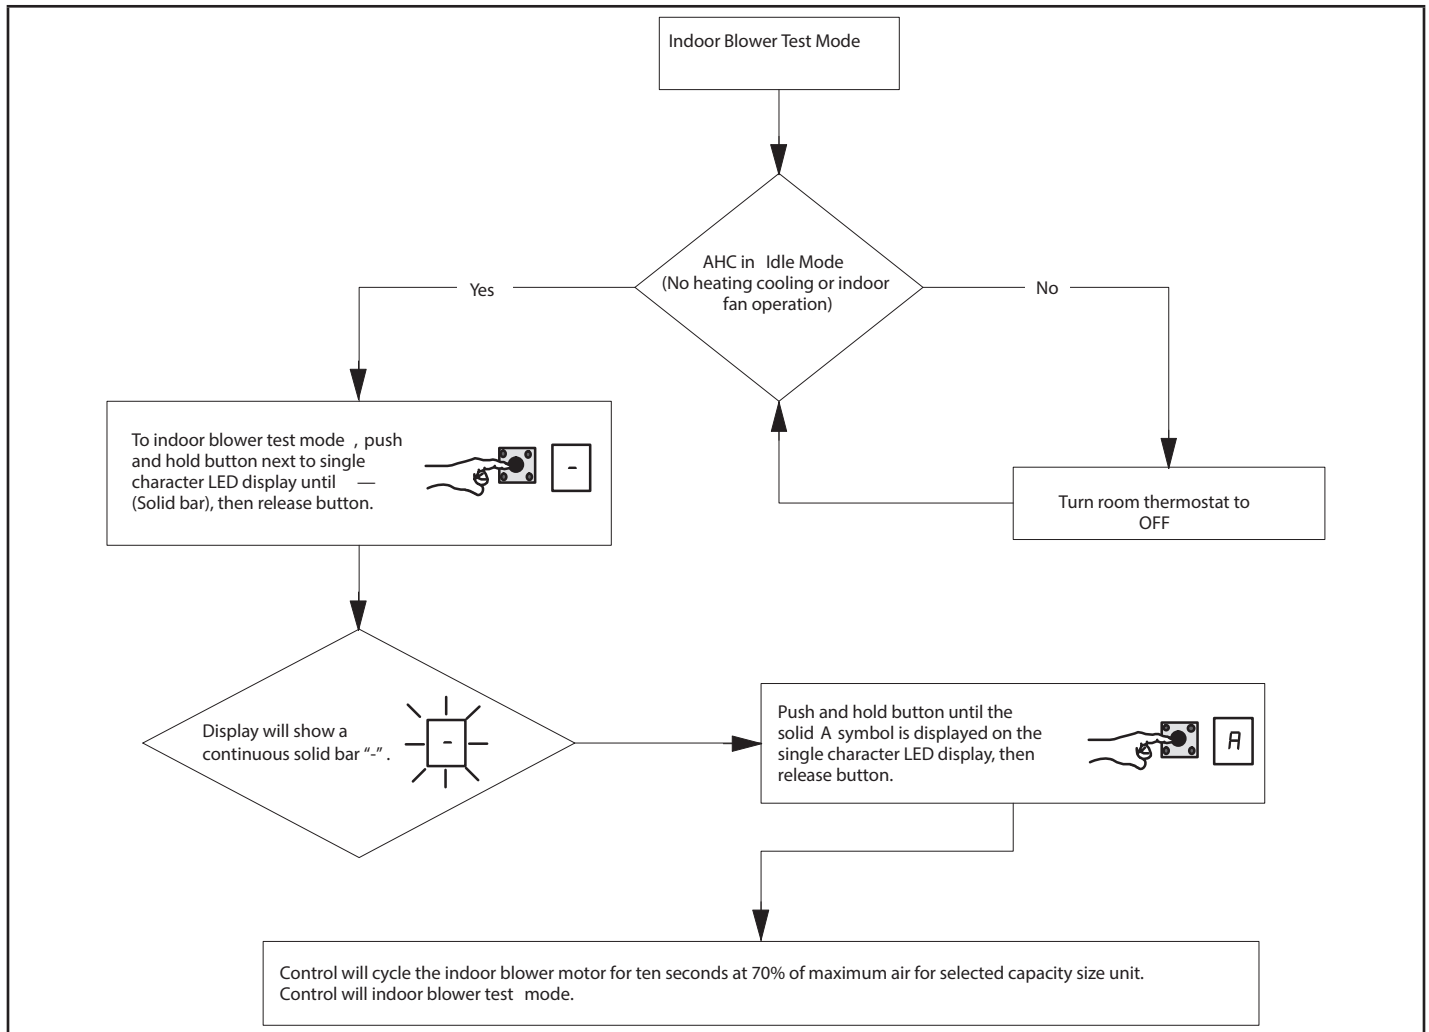 Indoor Blower Test Mode
AHC in Idle Mode
(No heating cooling or indoor
fan operation)
Yes
No
To indoor blower test mode , push
and hold button next to single
character LED display until —
(Solid bar), then release button.
-
Turn room thermostat to
OFF
Display will show a
continuous solid bar “-” .
-
Push and hold button until the
solid A symbol is displayed on the
single character LED display, then
release button.
A
Control will cycle the indoor blower motor for ten seconds at 70% of maximum air for selected capacity size unit.
Control will indoor blower test mode.